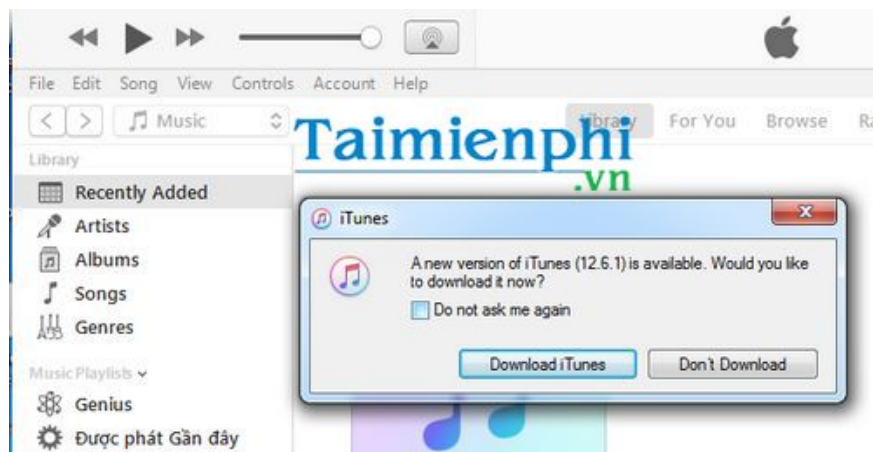 File Edit Song View Controls Account Help
Music
Library For You Browse
Taimienphi
.vn
Library
Recently Added
Artists
Albums
Songs
Genres
Music Playlists
Genius
Được phát Gần đây
iTunes
A new version of iTunes (12.6.1) is available. Would you like
to download it now?
Do not ask me again
Download iTunes Don't Download